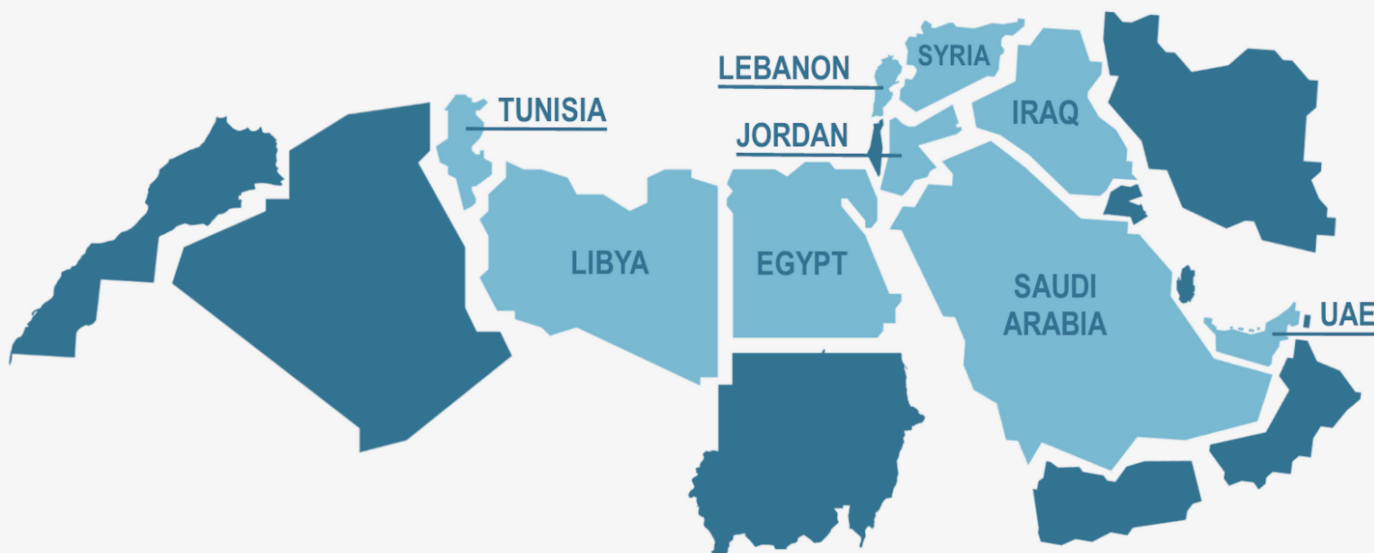 SYRIA
LEBANON
TUNISIA
IRAQ
JORDAN
LIBYA
EGYPT
SAUDI
ARABIA
UAE